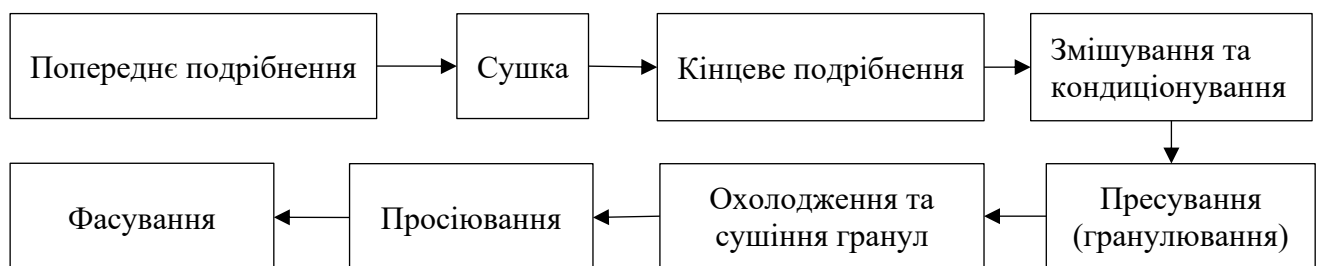 Попереднє подрібнення
Сушка
Кінцеве подрібнення
Змішування та
кондиціонування
Фасування
Просіювання
Охолодження та
сушіння гранул
Пресування
(гранулювання)